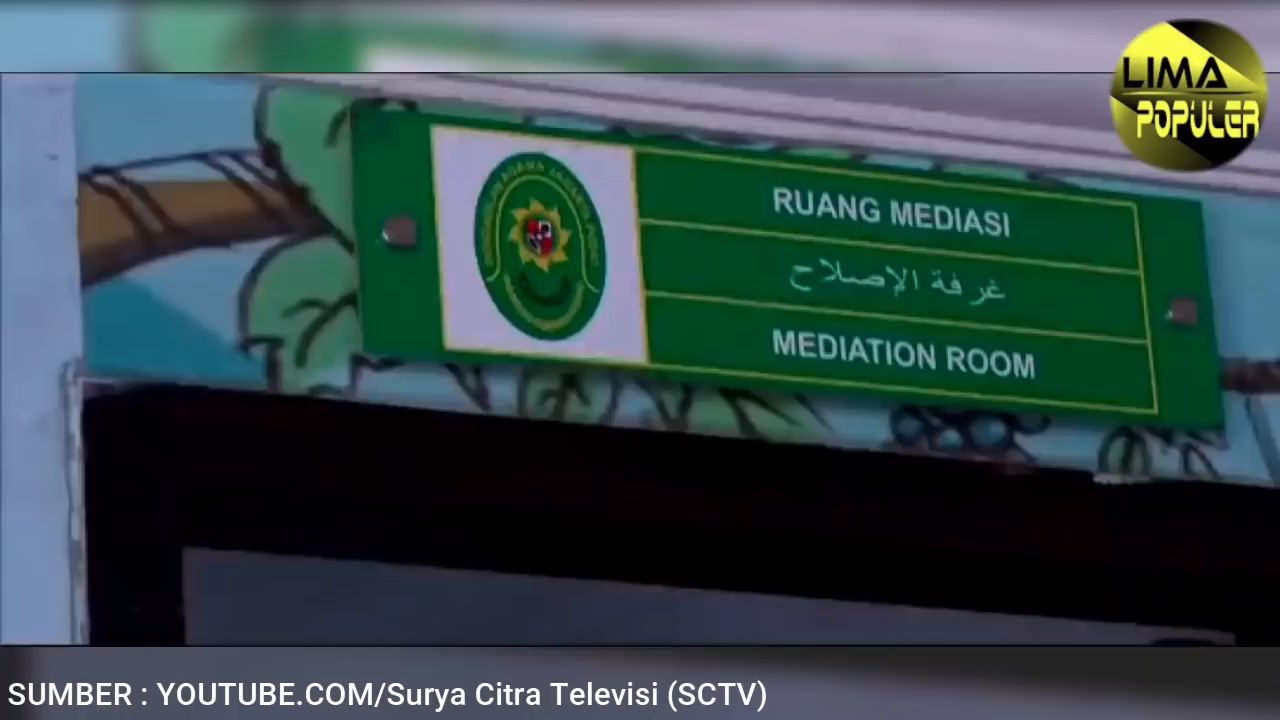 LIMA
POPULER
RUANG MEDIASI
غرفة الإصلاح
MEDIATION ROOM
SUMBER : YOUTUBE.COM/Surya Citra Televisi (SCTV)